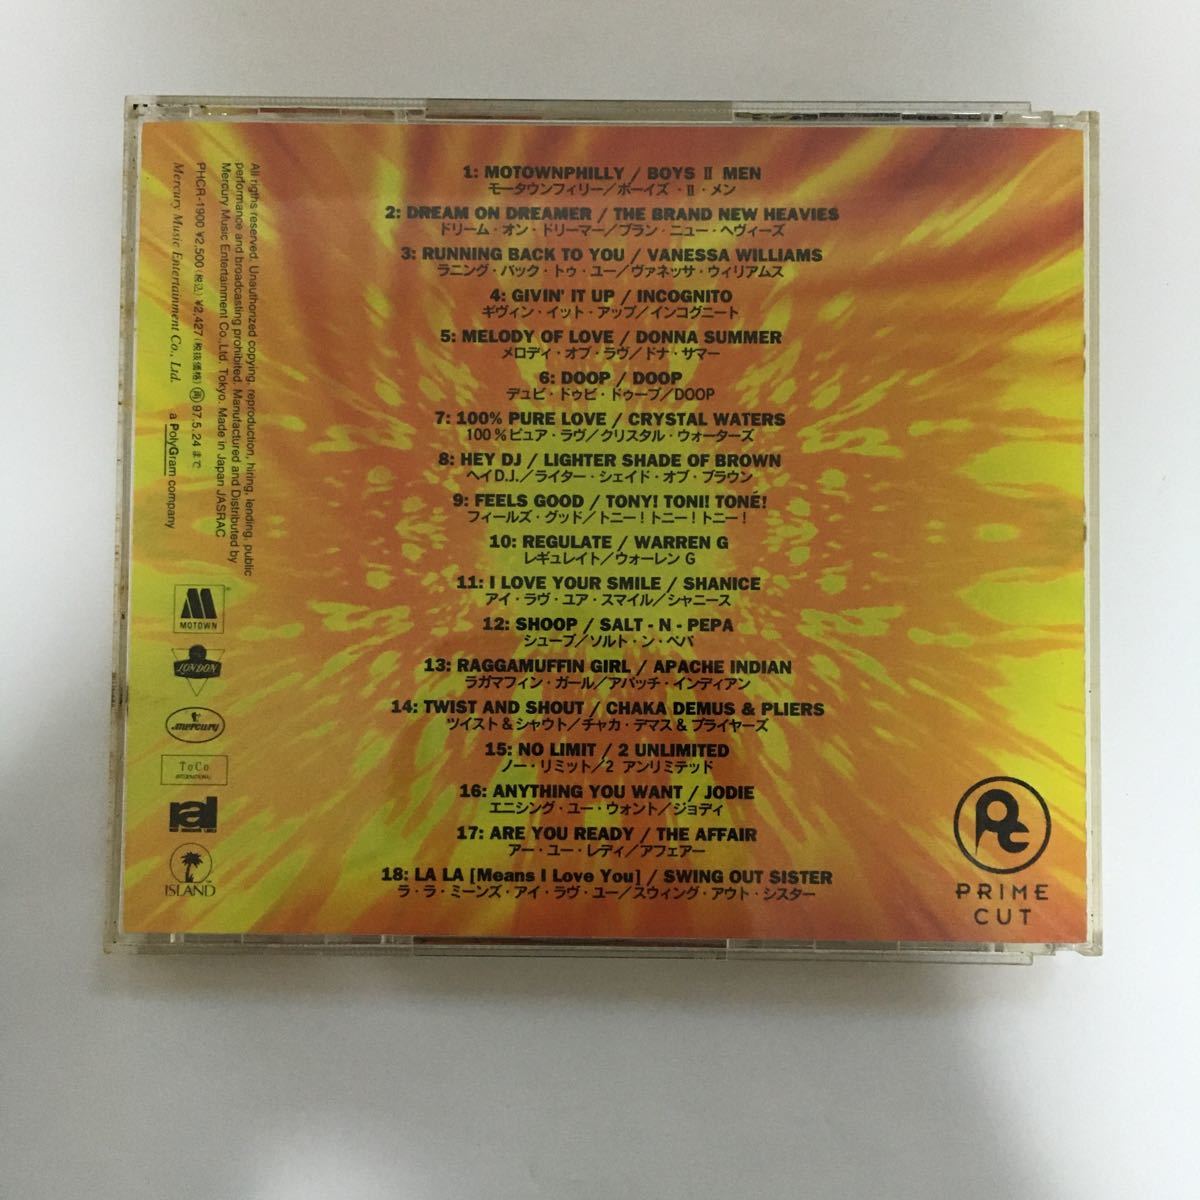 1: MOTOWNPHILLY / BOYS Ⅱ MEN
モータウンフィリー／ボーイズ・Ⅱ・メン
2: DREAM ON DREAMER / THE BRAND NEW HEAVIES
ドリーム・オン・ドリーマー／ブラン・ニュー・ヘヴィーズ
3: RUNNING BACK TO YOU / VANESSA WILLIAMS
ラニング・バック・トゥ・ユー／ヴァネッサ・ウィリアムス
4: GIVIN' IT UP / INCOGNITO
ギヴィン・イット・アップ／インコグニート
5: MELODY OF LOVE / DONNA SUMMER
メロディ・オブ・ラヴ／ドナ・サマー
6: DOOP / DOOP
デュビ・ドゥビ・ドゥープ／DOOP
7: 100% PURE LOVE / CRYSTAL WATERS
100％ピュア・ラヴ／クリスタル・ウォーターズ
8: HEY DJ / LIGHTER SHADE OF BROWN
ヘイD.J.／ライター・シェイド・オブ・ブラウン
9: FEELS GOOD / TONY! TONI! TONÉ!
フィールズ・グッド／トニー！トニー！トニー！
10: REGULATE / WARREN G
レギュレイト／ウォーレン G
11: I LOVE YOUR SMILE / SHANICE
アイ・ラヴ・ユア・スマイル／シャニース
12: SHOOP / SALT - N - PEPA
シュープ／ソルト・ン・ペパ
13: RAGGAMUFFIN GIRL / APACHE INDIAN
ラガマフィン・ガール／アパッチ・インディアン
14: TWIST AND SHOUT / CHAKA DEMUS & PLIERS
ツイスト＆シャウト／チャカ・デマス＆プライヤーズ
15: NO LIMIT / 2 UNLIMITED
ノー・リミット／2 アンリミテッド
16: ANYTHING YOU WANT / JODIE
エニシング・ユー・ウォント／ジョディ
17: ARE YOU READY / THE AFFAIR
アー・ユー・レディ／アフェアー
18: LA LA [Means I Love You] / SWING OUT SISTER
ラ・ラ・ミーンズ・アイ・ラヴ・ユー／スウィング・アウト・シスター
All rigths reserved. Unauthorized copying, reproduction, hiring, lending, public
performance and broadcasting prohibited. Manufactured and Distributed by
Mercury Music Entertainment Co.,Ltd. Tokyo. Made in Japan JASRAC
PHCR-1900 ¥2,500(税込) ¥2,427(税抜価格) 再 97.5.24まで
Mercury Music Entertainment Co., Ltd. a PolyGram company
MOTOWN
LONDON
mercury
ToCo
INTERNATIONAL
ral
ISLAND
PC
PRIME
CUT